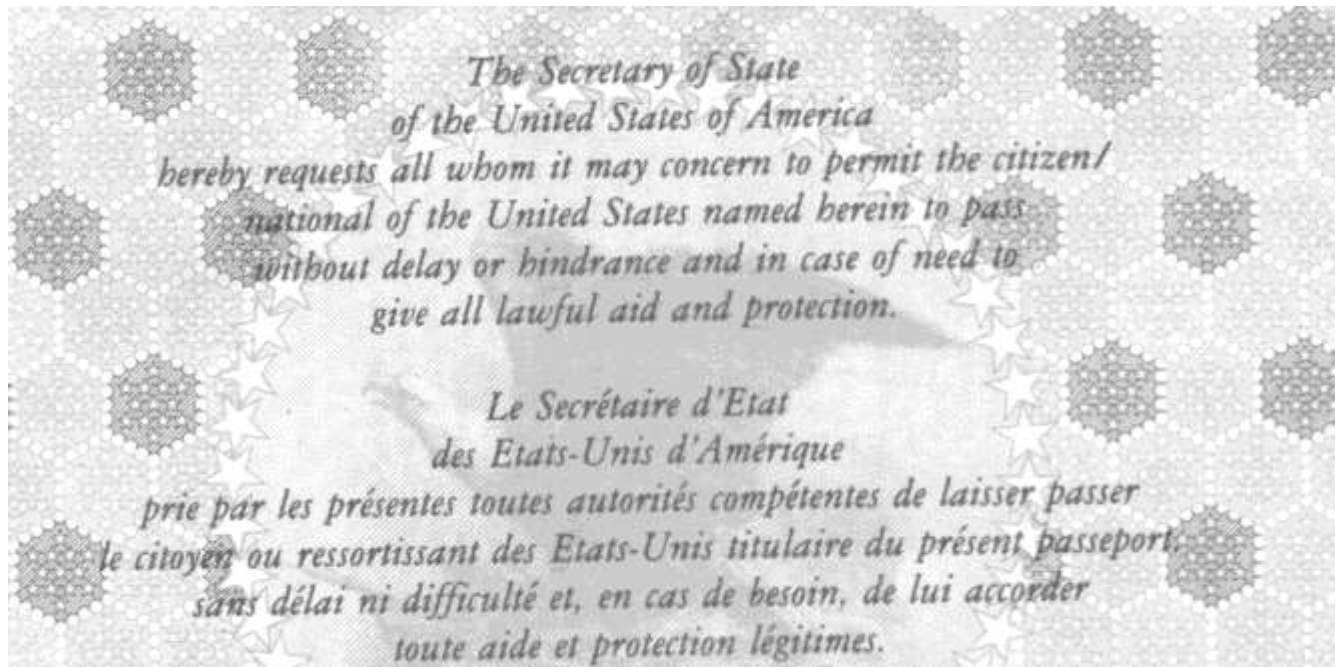 The Secretary of State
of the United States of America
hereby requests all whom it may concern to permit the citizen/
national of the United States named herein to pass
without delay or hindrance and in case of need to
give all lawful aid and protection.
Le Secrétaire d'Etat
des Etats-Unis d'Amérique
prie par les présentes toutes autorités compétentes de laisser passer
le citoyen ou ressortissant des Etats-Unis titulaire du présent passeport,
sans délai ni difficulté et, en cas de besoin, de lui accorder
toute aide et protection légitimes.